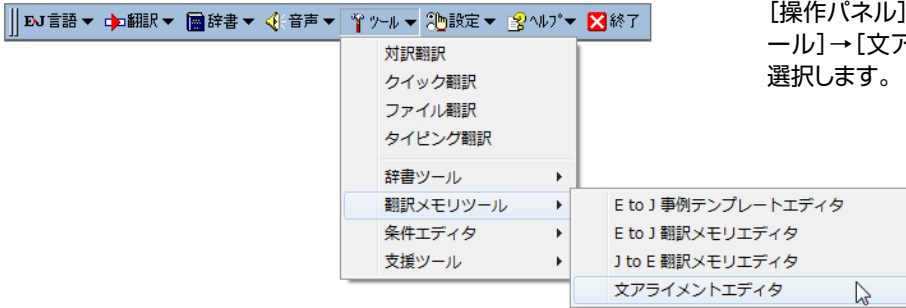 EJ 言語▼ 翻訳▼ 辞書▼ 音声▼ ツール▼ 設定▼ ヘルプ▼ 終了
[操作パネル]
ール]→[文ア
選択します。
対訳翻訳
クイック翻訳
ファイル翻訳
タイピング翻訳
辞書ツール
翻訳メモリツール
条件エディタ
支援ツール
E to J 事例テンプレートエディタ
E to J 翻訳メモリエディタ
J to E 翻訳メモリエディタ
文アライメントエディタ